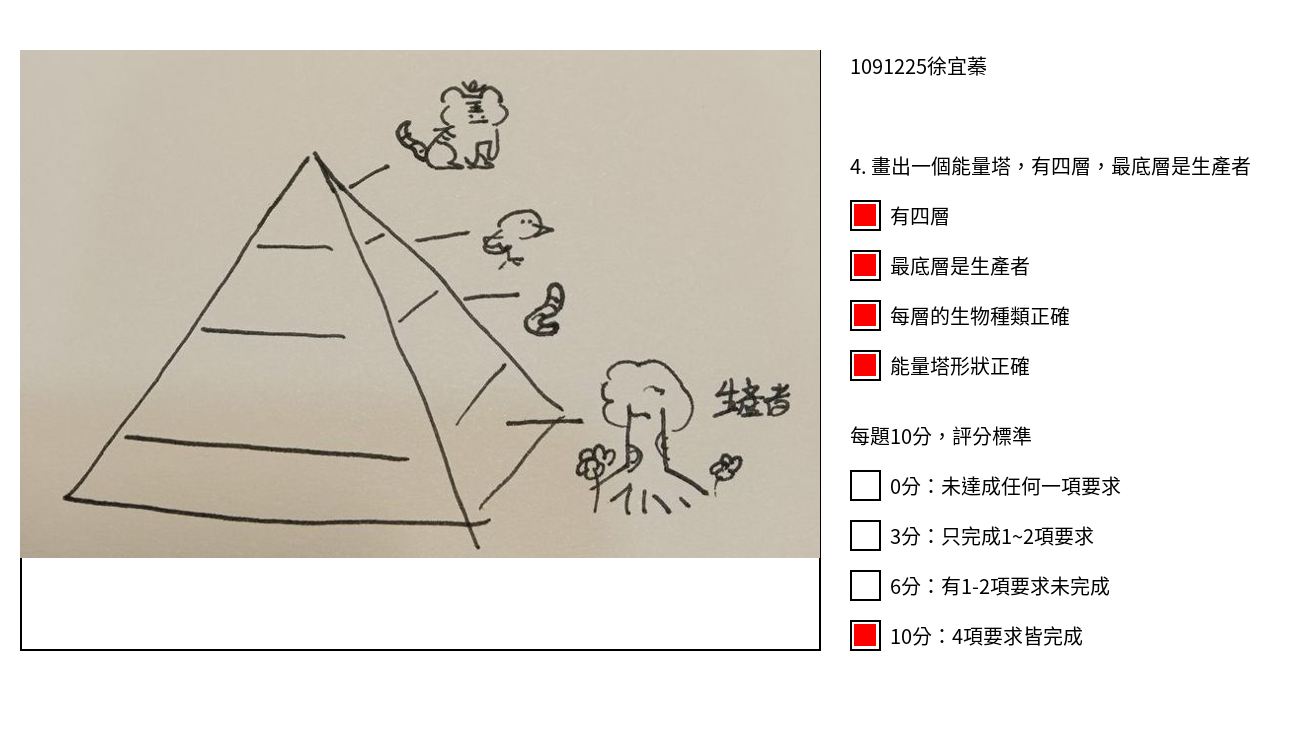 1091225徐宜蓁
4. 畫出一個能量塔，有四層，最底層是生產者
有四層
最底層是生產者
每層的生物種類正確
能量塔形狀正確
生產者
每題10分，評分標準
0分：未達成任何一項要求
3分：只完成1~2項要求
6分：有1-2項要求未完成
10分：4項要求皆完成